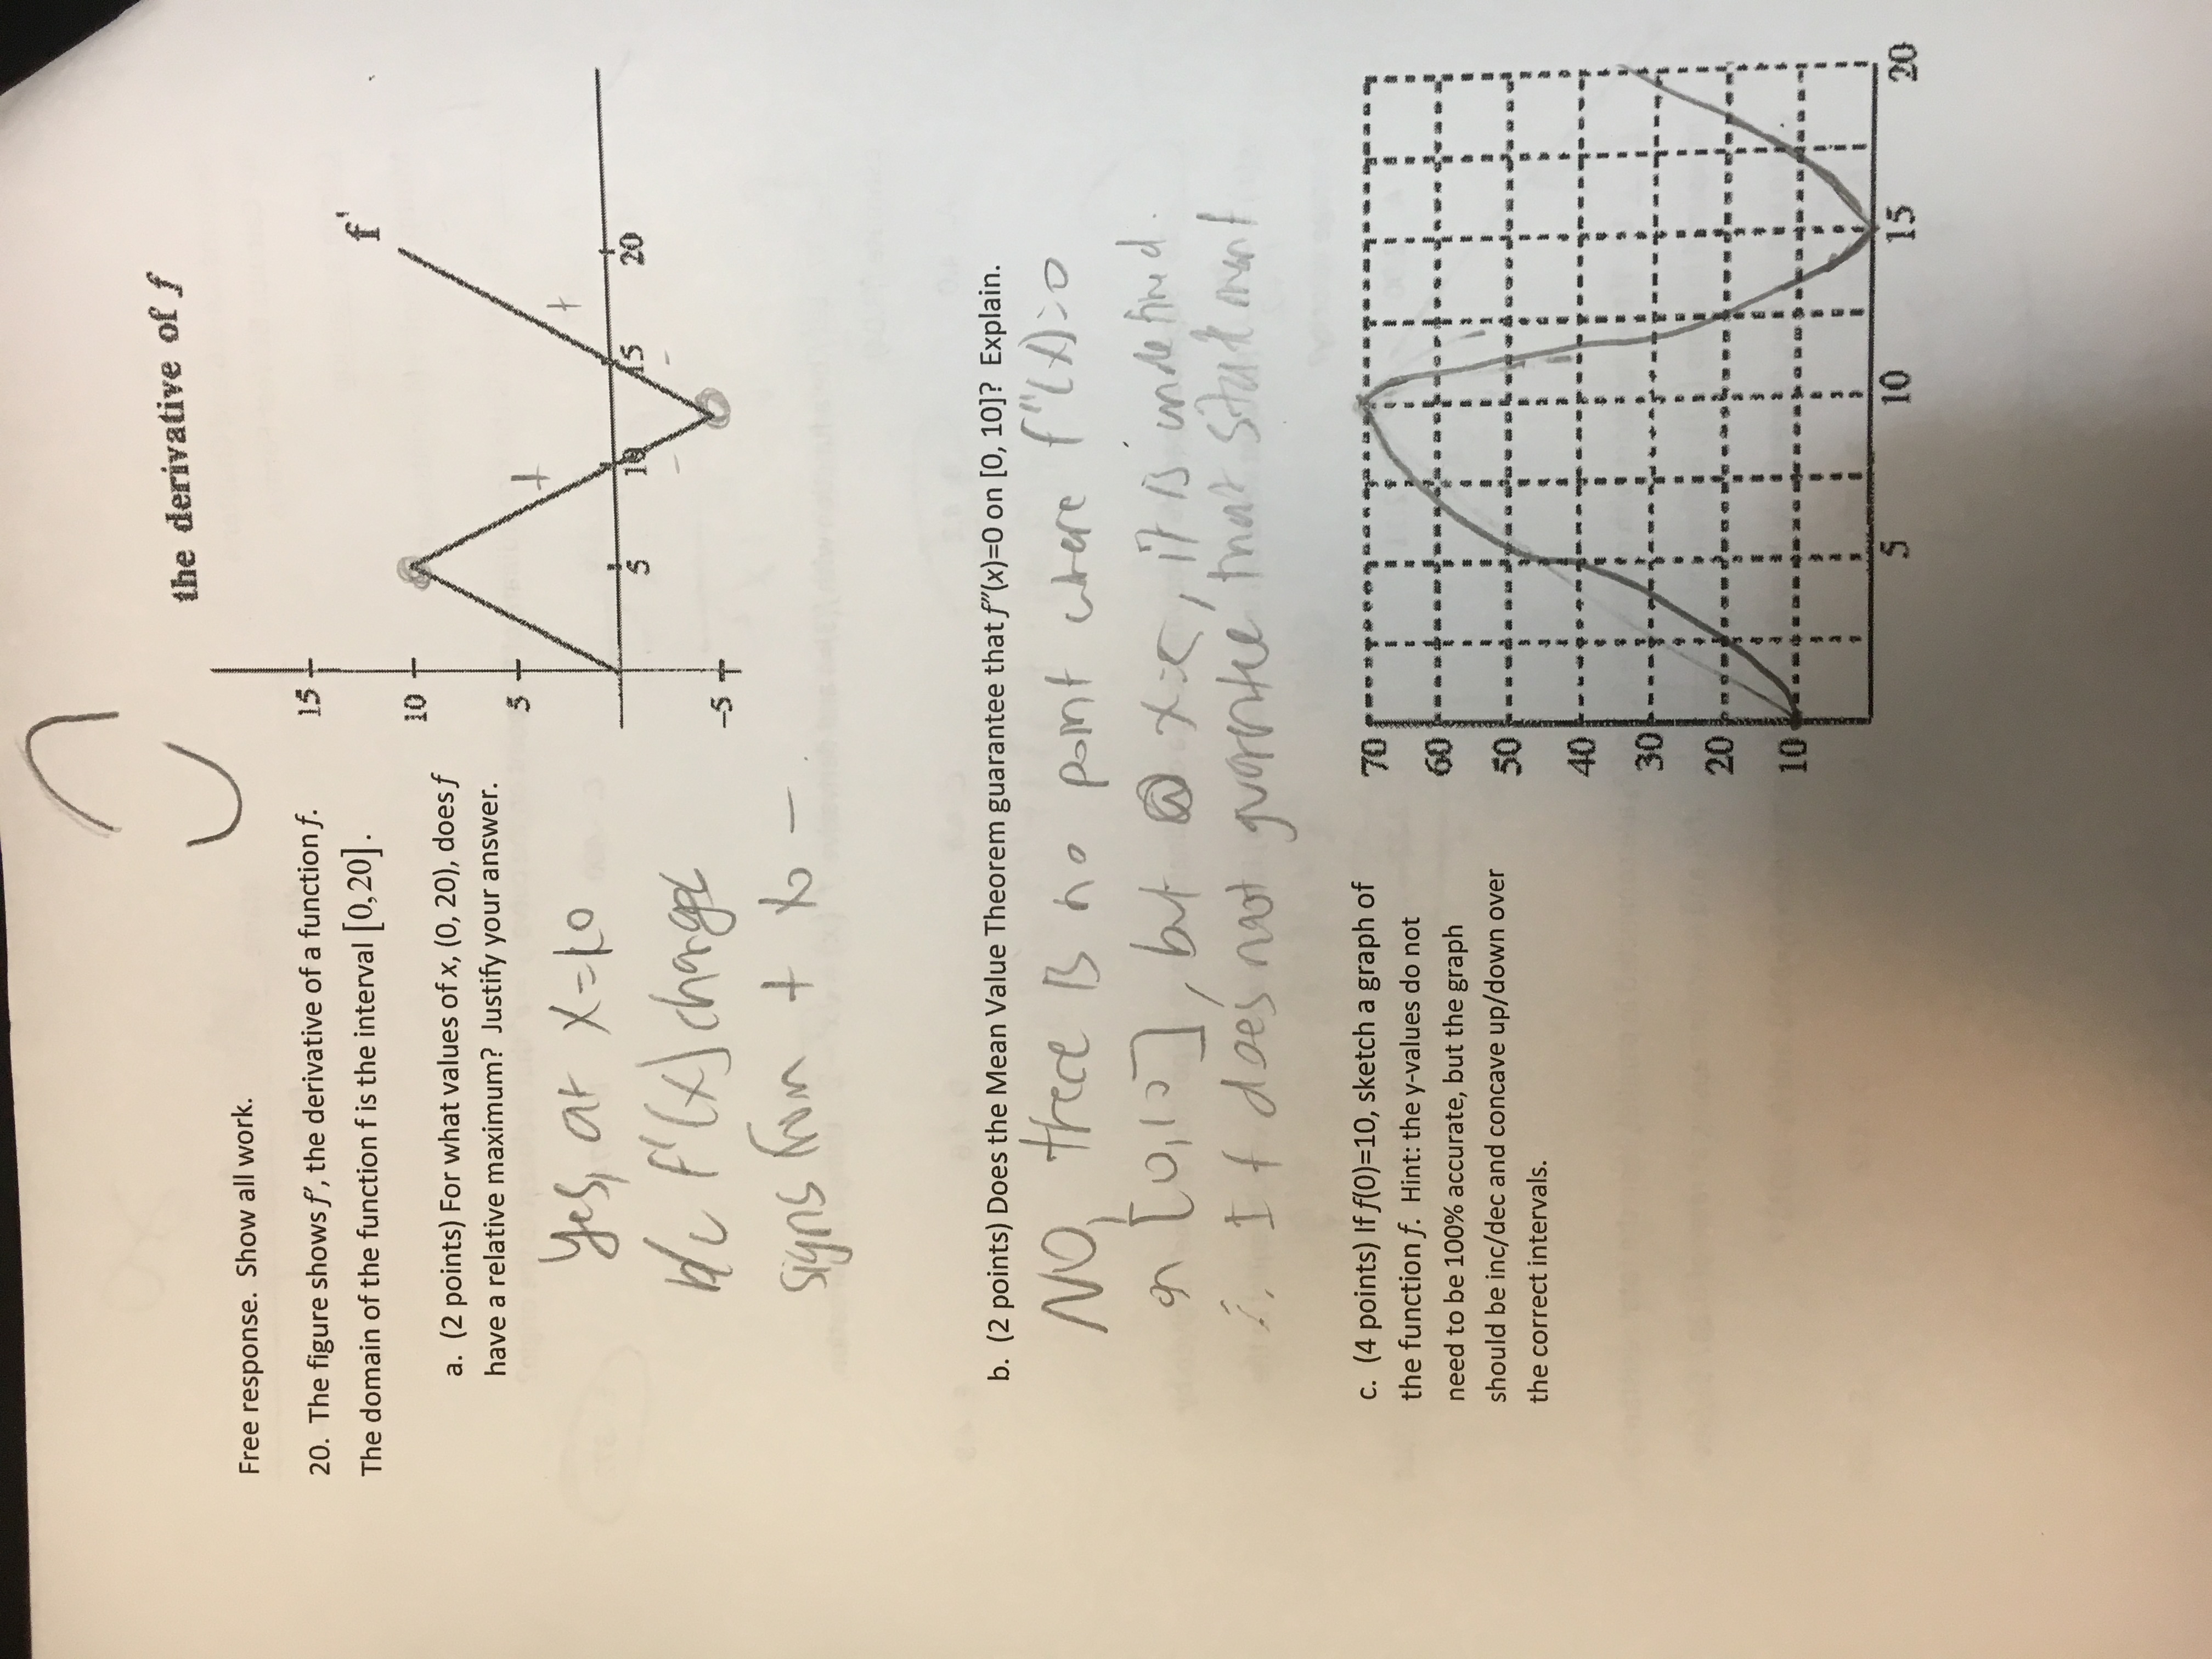 the derivative of f
Free response. Show all work.
20. The figure shows f', the derivative of a function f.
The domain of the function f is the interval [0,20].
a. (2 points) For what values of x, (0, 20), does f
have a relative maximum? Justify your answer.
15
10
5
-5
5
10
15
20
f'
+
+
-
-
Yes, at x=10
b/c f'(x) changes
signs from + to -
b. (2 points) Does the Mean Value Theorem guarantee that f"(x)=0 on [0, 10]? Explain.
NO, there is no point where f"(x)=0
on [0,10], but @ x=c, it is undefined.
∴ It does not guarantee that statment
c. (4 points) If f(0)=10, sketch a graph of
the function f. Hint: the y-values do not
need to be 100% accurate, but the graph
should be inc/dec and concave up/down over
the correct intervals.
70
60
50
40
30
20
10
5
10
15
20